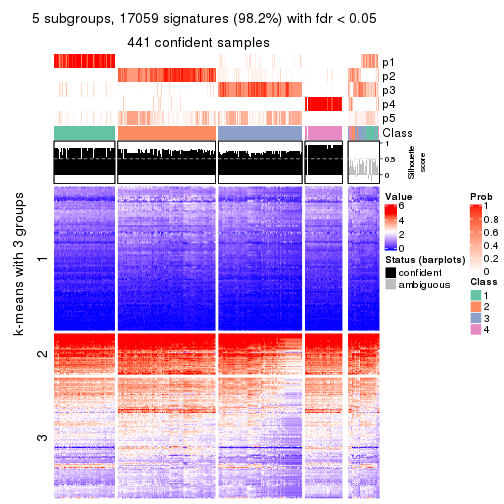 5 subgroups, 17059 signatures (98.2%) with fdr < 0.05
441 confident samples
p1
p2
p3
p4
p5
Class
1
0.5
0
Silhouette
score
k-means with 3 groups
1
2
3
Value
6
4
2
0
Status (barplots)
confident
ambiguous
Prob
1
0.8
0.6
0.4
0.2
0
Class
1
2
3
4